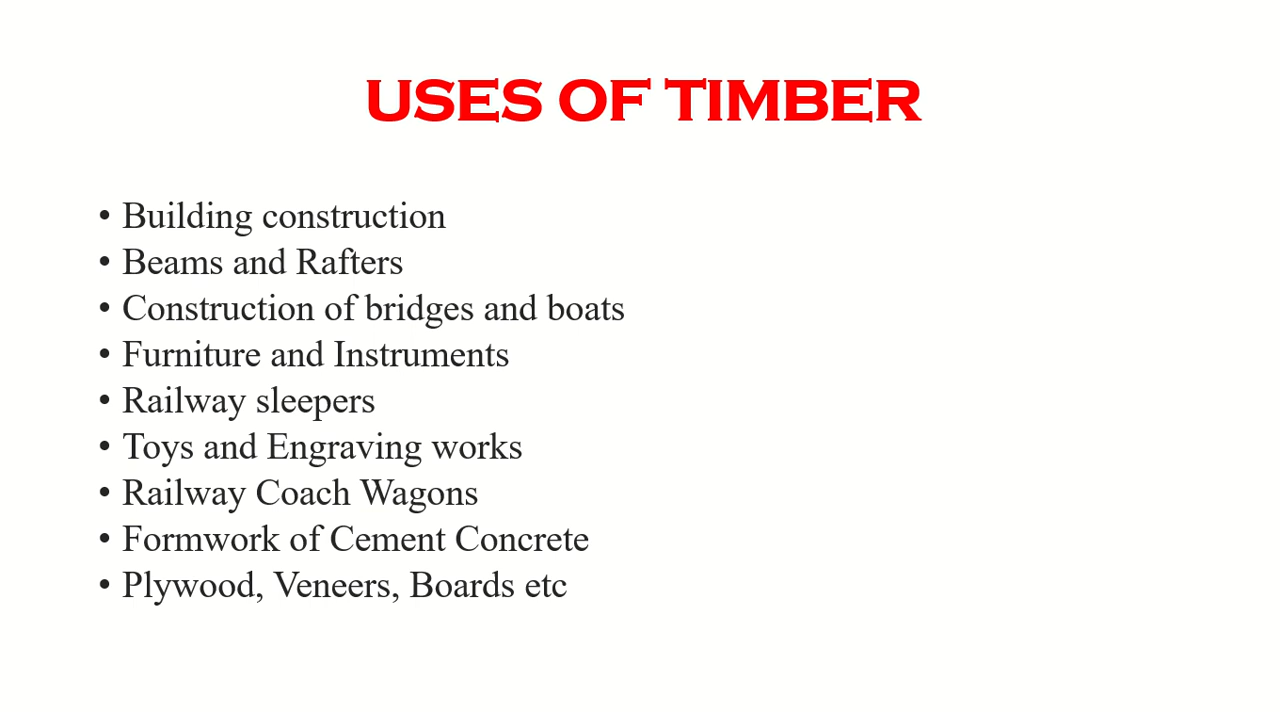 USES OF TIMBER
• Building construction
• Beams and Rafters
• Construction of bridges and boats
• Furniture and Instruments
• Railway sleepers
• Toys and Engraving works
• Railway Coach Wagons
• Formwork of Cement Concrete
• Plywood, Veneers, Boards etc